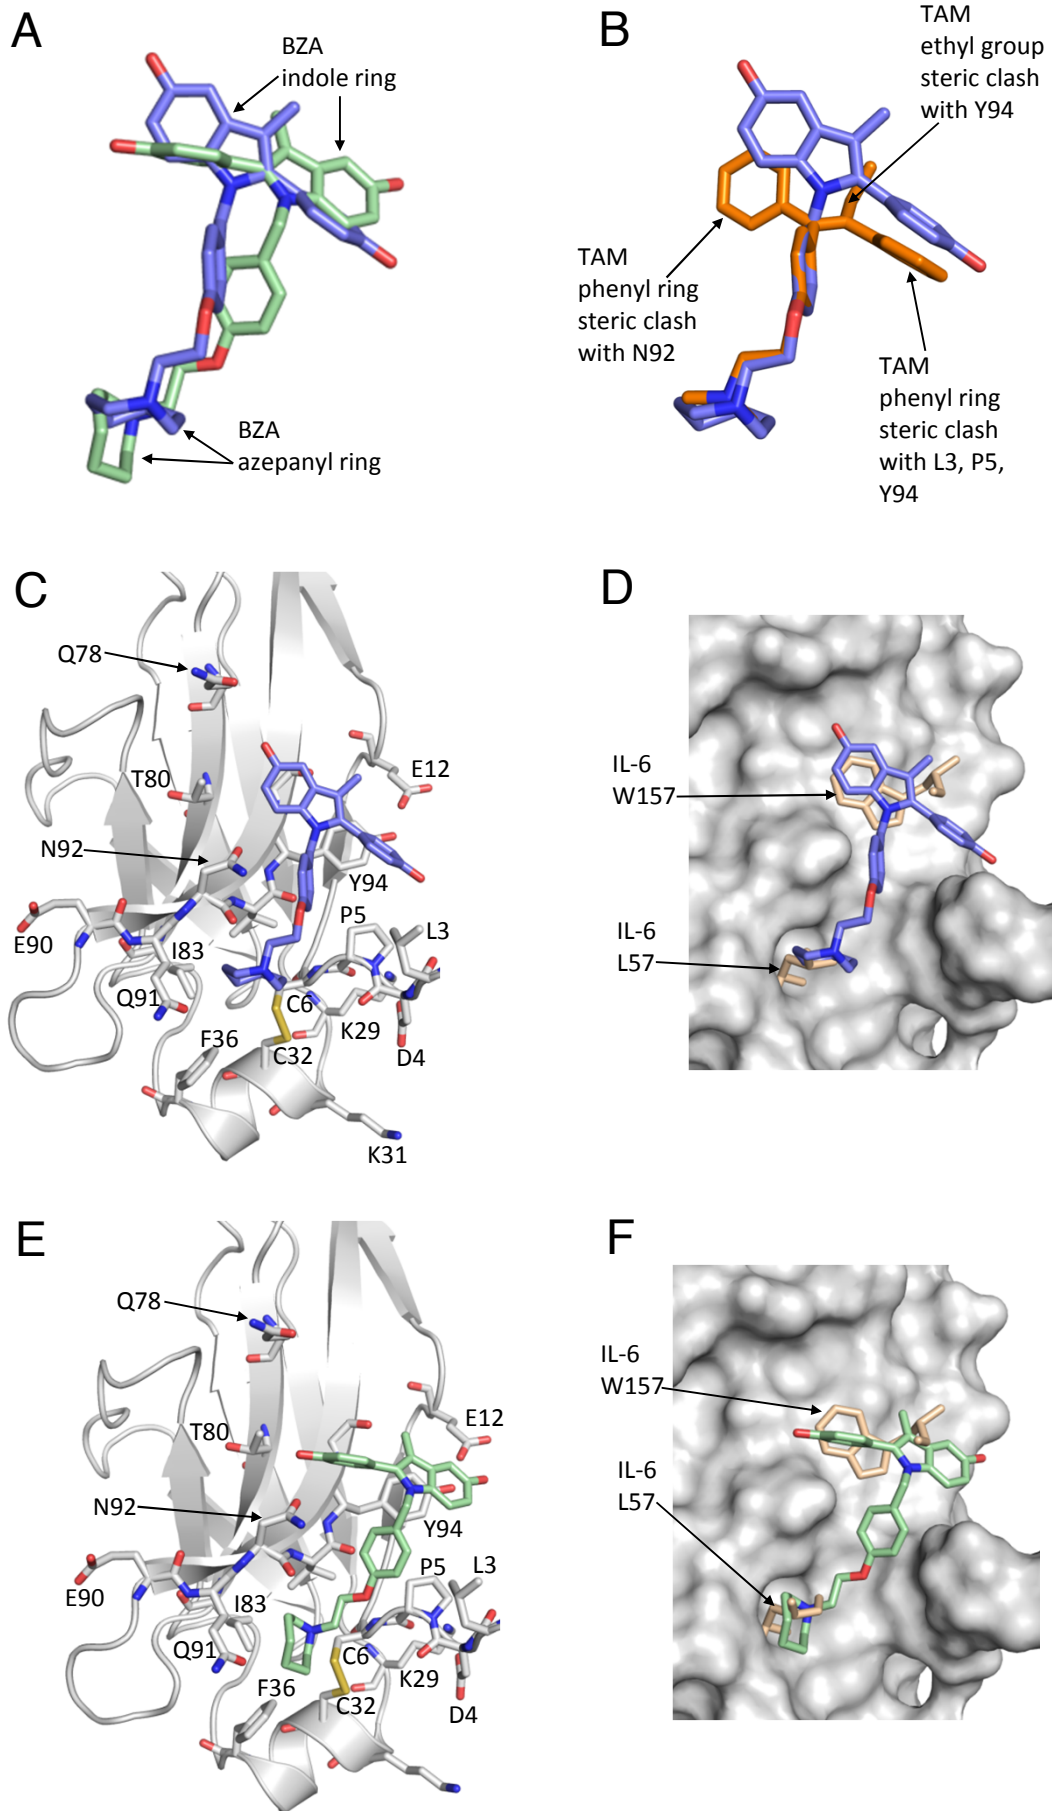 A
BZA
indole ring
BZA
azepanyl ring
B
TAM
ethyl group
steric clash
with Y94
TAM
phenyl ring
steric clash
with N92
TAM
phenyl ring
steric clash
with L3, P5,
Y94
C
Q78
T80
E12
N92
Y94
P5
L3
E90
I83
Q91
C6
K29
F36
C32
D4
K31
D
IL-6
W157
IL-6
L57
E
Q78
T80
E12
N92
Y94
P5
L3
E90
I83
Q91
C6
K29
F36
C32
D4
F
IL-6
W157
IL-6
L57